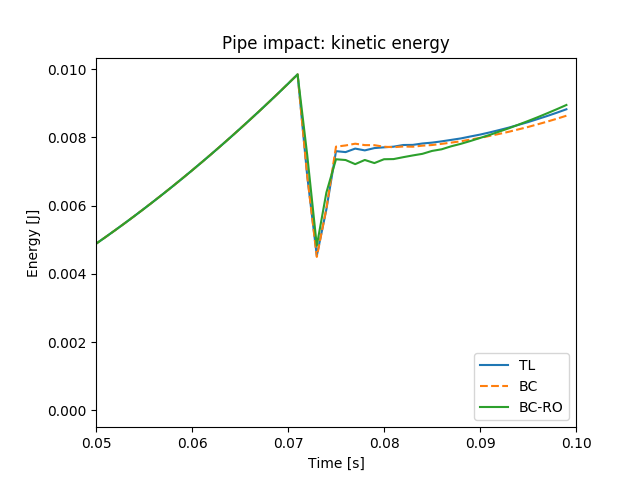 Pipe impact: kinetic energy
Energy [J]
0.010
0.008
0.006
0.004
0.002
0.000
TL
BC
BC-RO
0.05 0.06 0.07 0.08 0.09 0.10
Time [s]